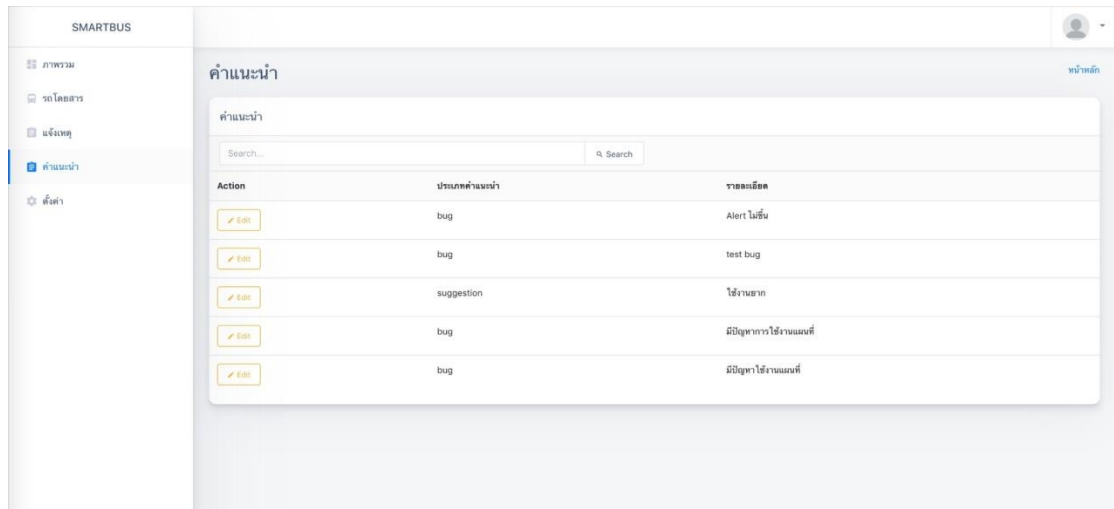 SMARTBUS
ภาพรวม
รถโดยสาร
แจ้งเหตุ
คำแนะนำ
ตั้งค่า
คำแนะนำ
หน้าหลัก
คำแนะนำ
Search...
Search
Action ประเภทคำแนะนำ รายละเอียด
Edit bug Alert ไม่ขึ้น
Edit bug test bug
Edit suggestion ใช้งานยาก
Edit bug มีปัญหาการใช้งานแผนที่
Edit bug มีปัญหาใช้งานแผนที่